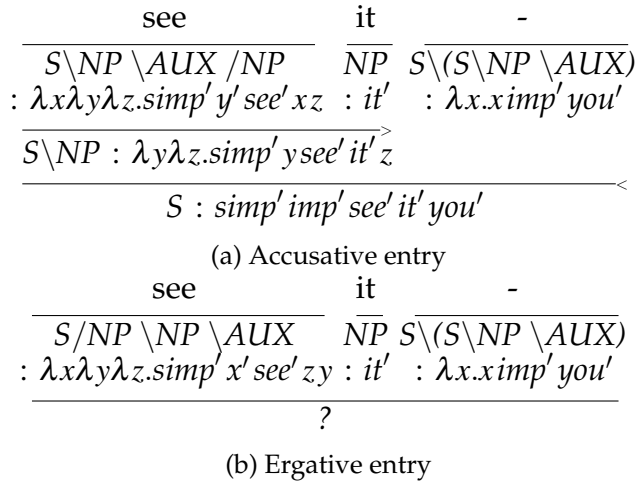 see it -
S\NP \AUX /NP NP S\(S\NP \AUX)
: λxλyλz.simp′ y′ see′ xz : it′ : λx.x imp′ you′
>
S\NP : λyλz.simp′ y see′ it′ z
<
S : simp′ imp′ see′ it′ you′
(a) Accusative entry
see it -
S/NP \NP \AUX NP S\(S\NP \AUX)
: λxλyλz.simp′ x′ see′ zy : it′ : λx.x imp′ you′
?
(b) Ergative entry